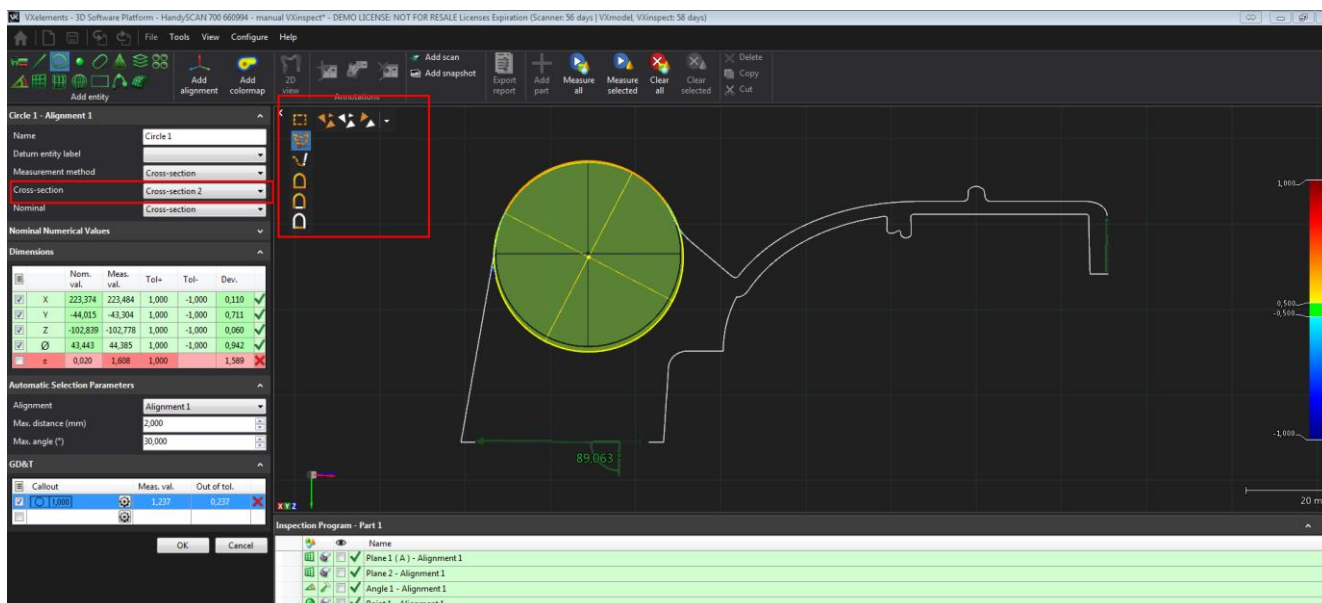 VXelements - 3D Software Platform - HandySCAN 700 660994 - manual VXinspect* - DEMO LICENSE: NOT FOR RESALE Licenses Expiration (Scanner: 56 days | VXmodel, VXinspect: 58 days)
File Tools View Configure Help
Add entity
Add alignment
Add colormap
2D view
Annotations
Add scan
Add snapshot
Export report
Add part
Measure all
Measure selected
Clear all
Clear selected
Delete
Copy
Cut
Circle 1 - Alignment 1
Name Circle 1
Datum entity label
Measurement method Cross-section
Cross-section Cross-section 2
Nominal Cross-section
Nominal Numerical Values
Dimensions
Nom. val. Meas. val. Tol+ Tol- Dev.
X 223,374 223,484 1,000 -1,000 0,110
Y -44,015 -43,304 1,000 -1,000 0,711
Z -102,839 -102,778 1,000 -1,000 0,060
Ø 43,443 44,385 1,000 -1,000 0,942
± 0,020 1,608 1,000 1,589
Automatic Selection Parameters
Alignment Alignment 1
Max. distance (mm) 2,000
Max. angle (°) 30,000
GD&T
Callout Meas. val. Out of tol.
1,000 1,237 0,237
OK Cancel
89,063
X Y Z
1,000
0,500
-0,500
-1,000
20 m
Inspection Program - Part 1
Name
Plane 1 ( A ) - Alignment 1
Plane 2 - Alignment 1
Angle 1 - Alignment 1
Point 1 - Alignment 1